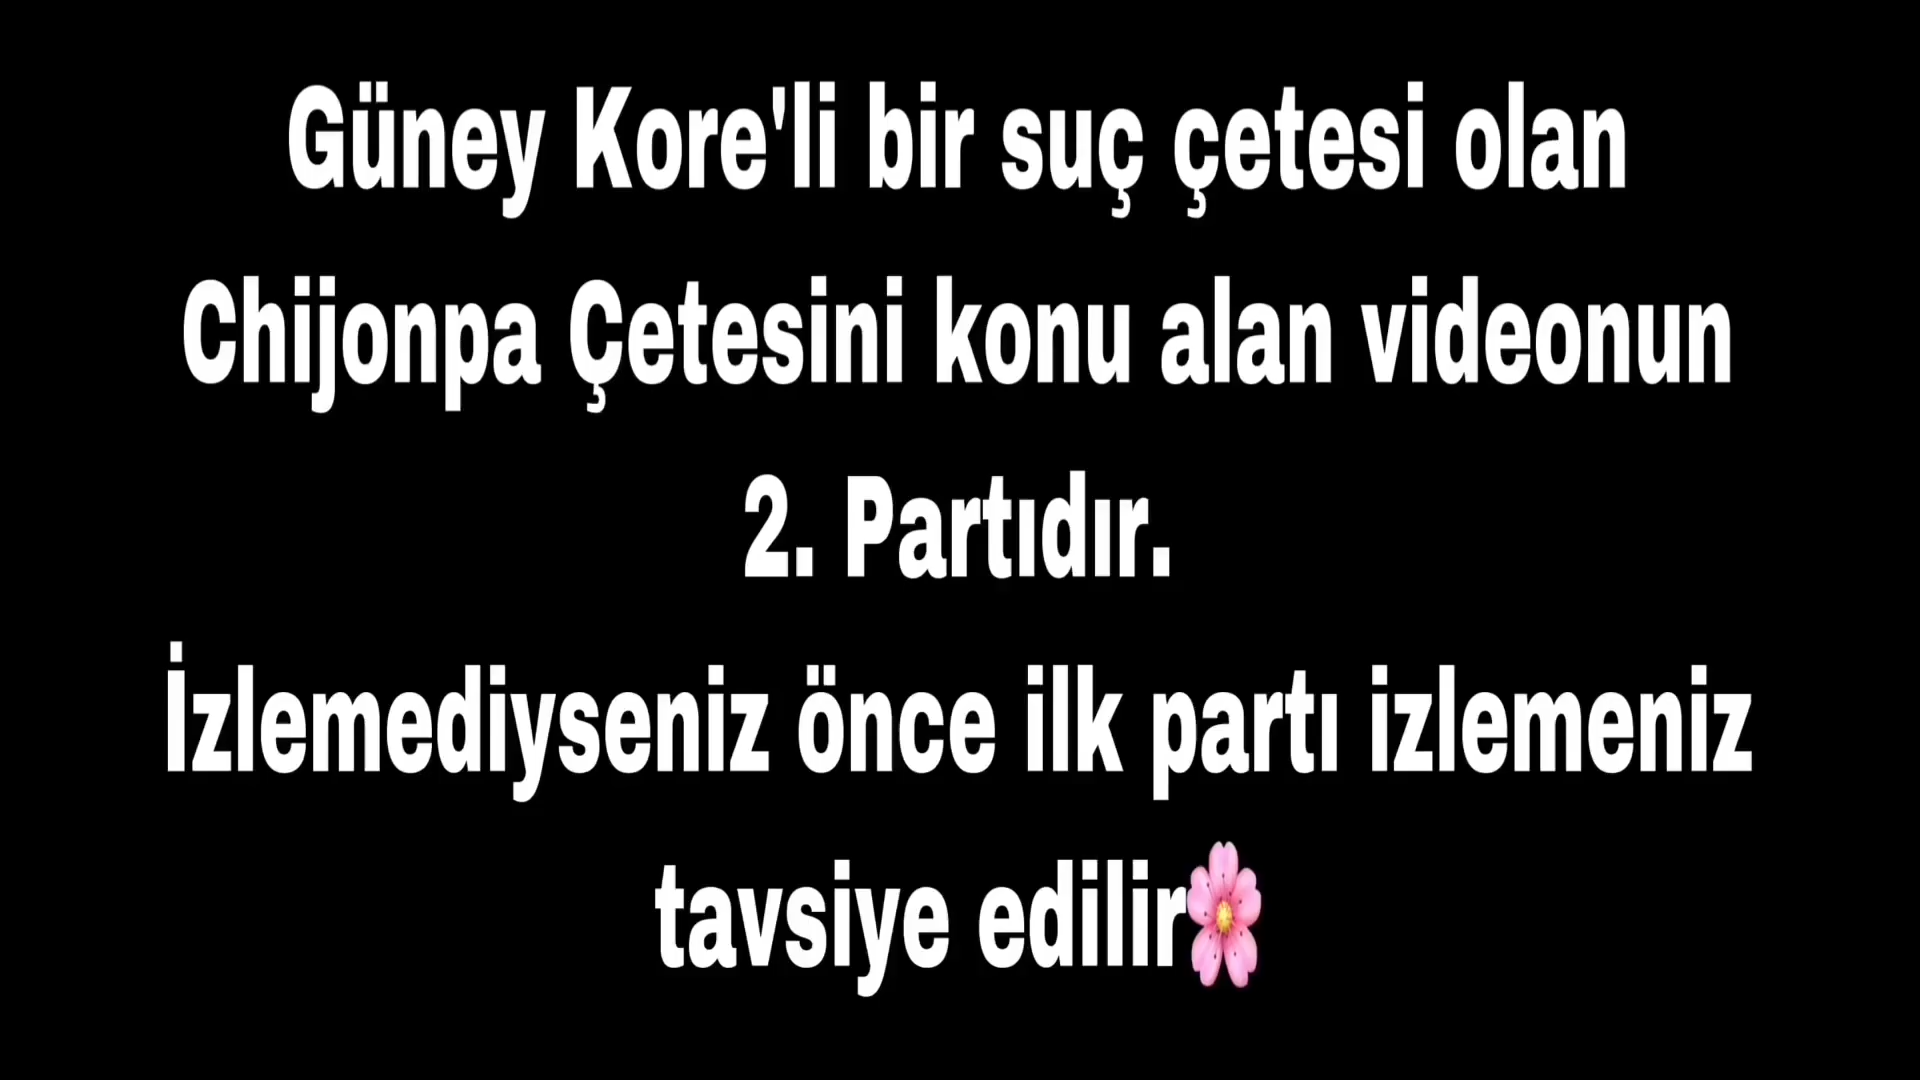 Güney Kore'li bir suç çetesi olan
Chijonpa Çetesini konu alan videonun
2. Partıdır.
İzlemediyseniz önce ilk partı izlemeniz
tavsiye edilir🌸